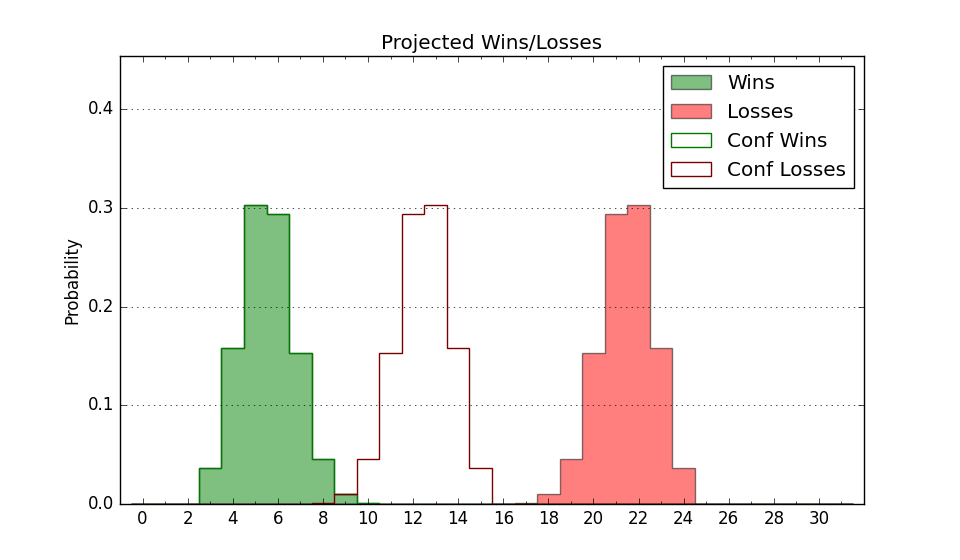 Projected Wins/Losses
Wins
Losses
Conf Wins
Conf Losses
Probability
0.4
0.3
0.2
0.1
0.0
0 2 4 6 8 10 12 14 16 18 20 22 24 26 28 30